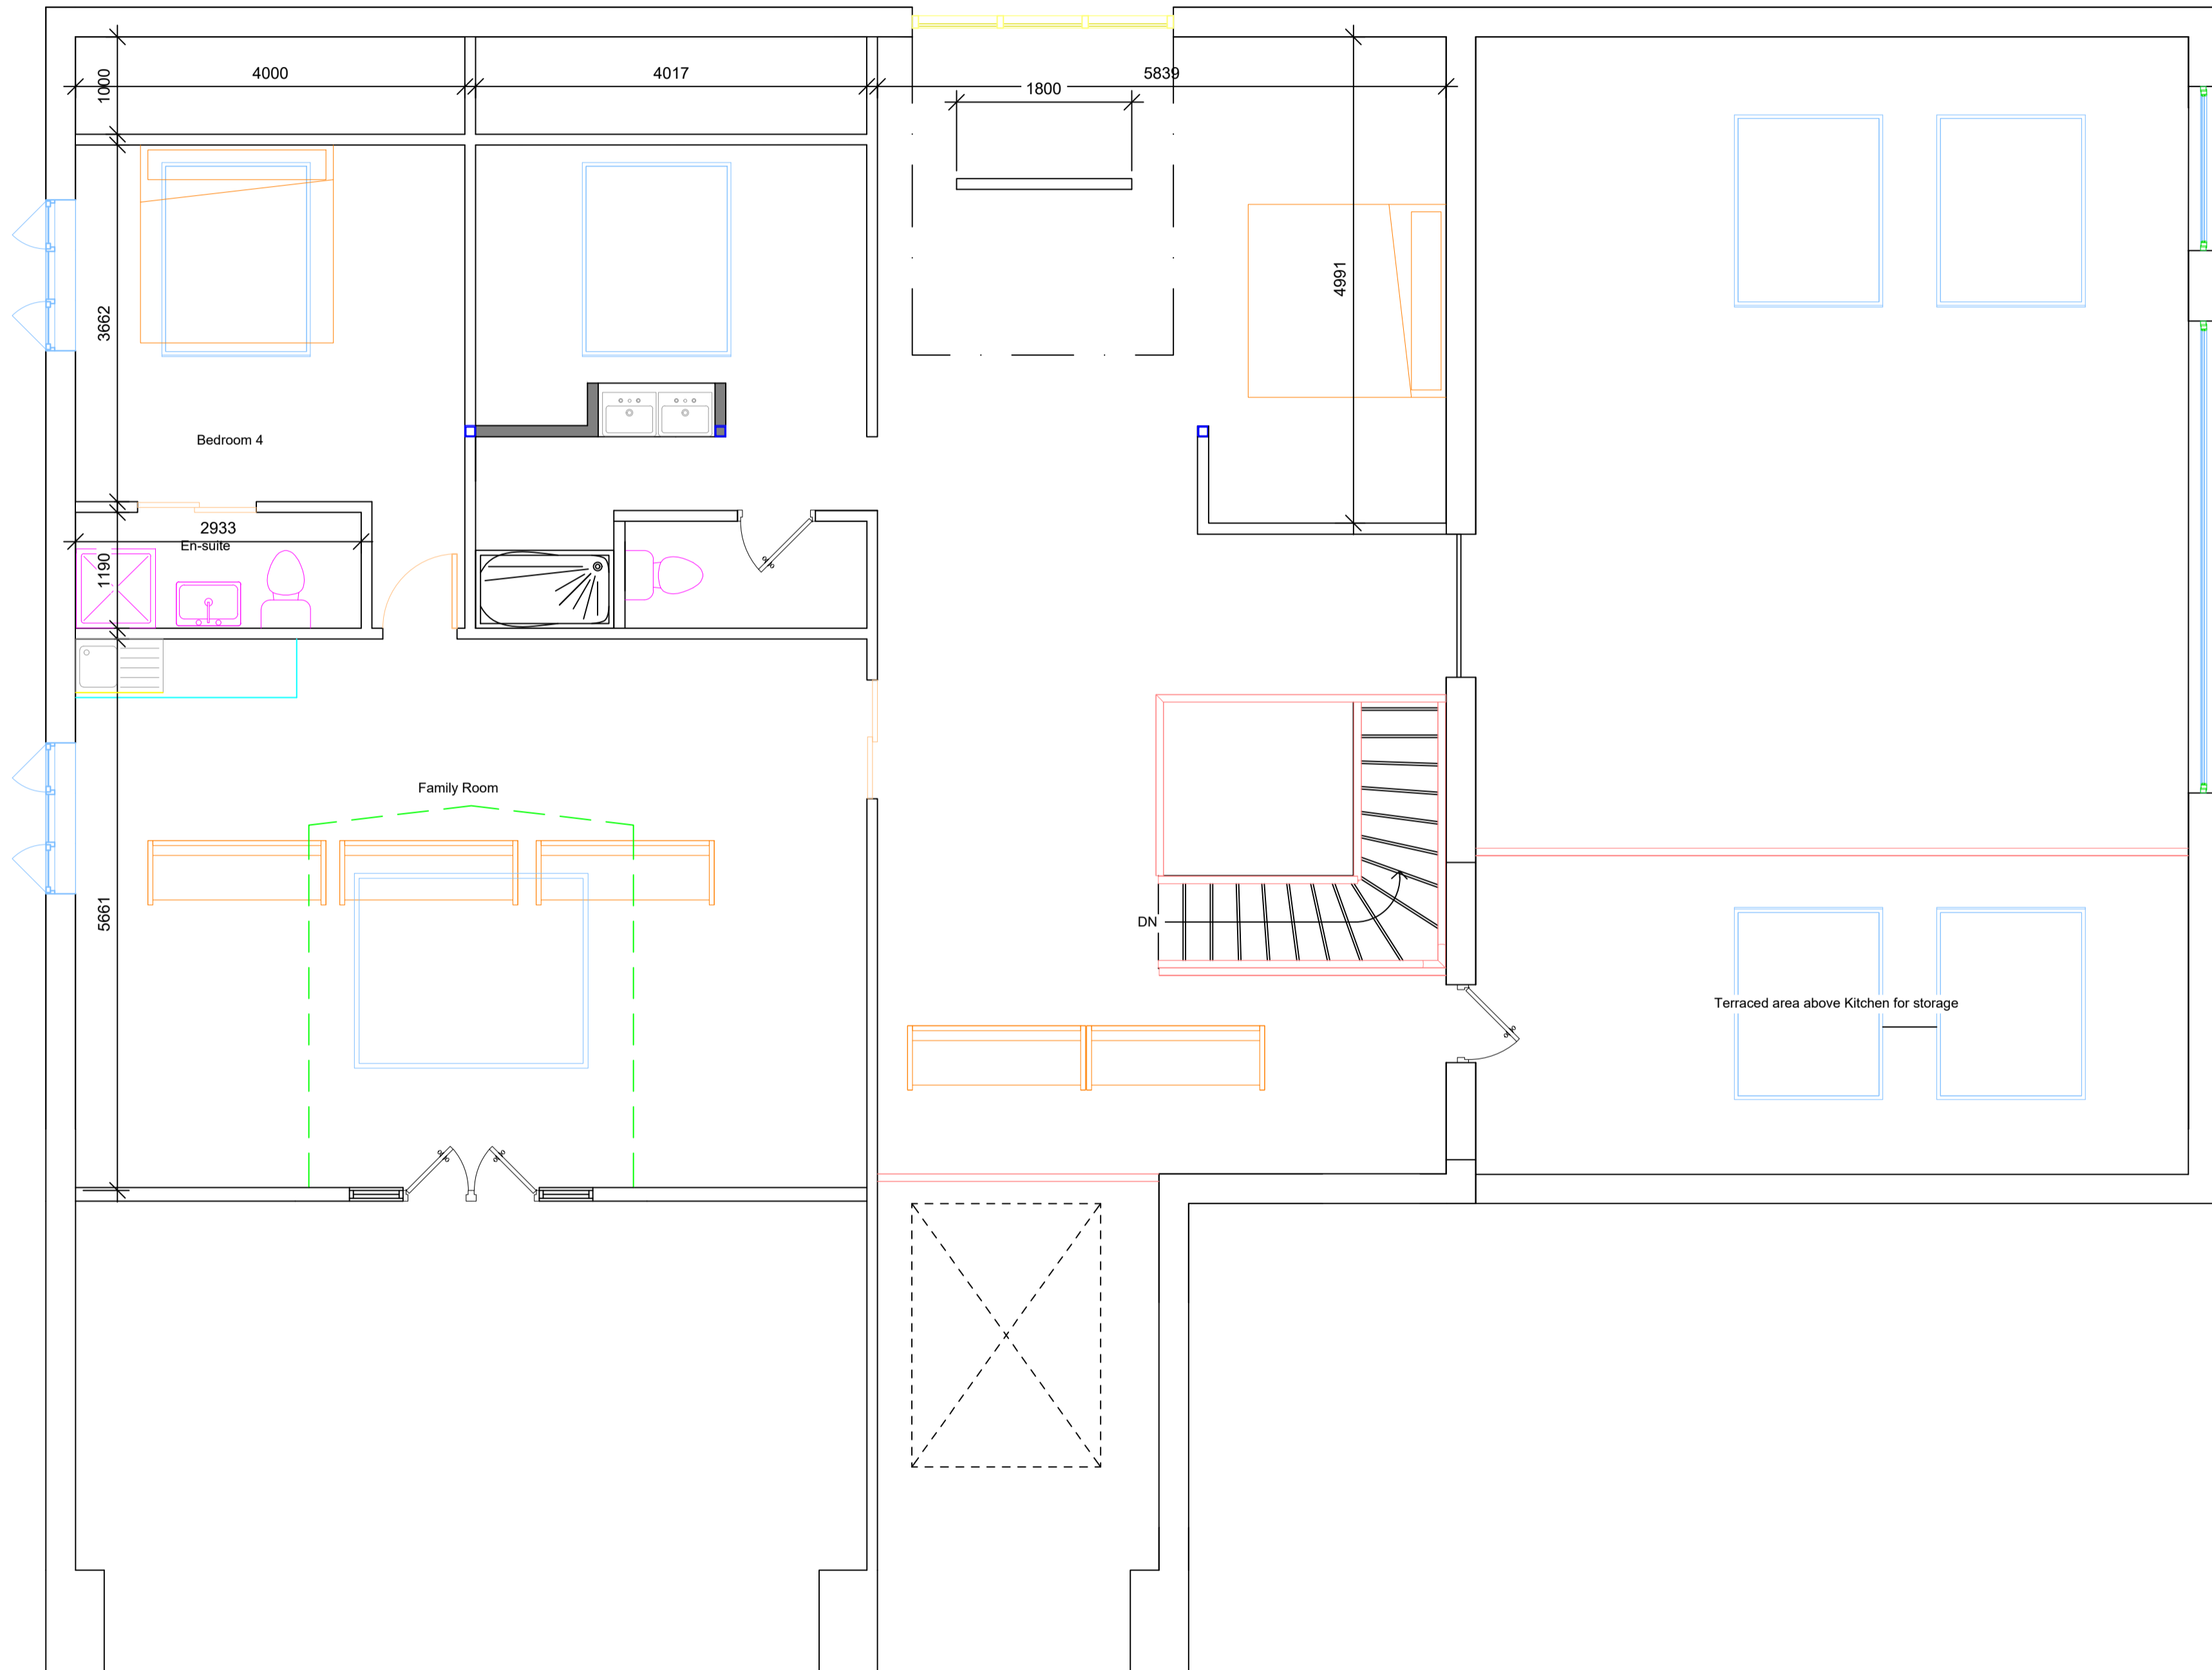 4000
4017
5839
1000
1800
4991
3662
Bedroom 4
2933
En-suite
1190
Family Room
5661
DN
Terraced area above Kitchen for storage